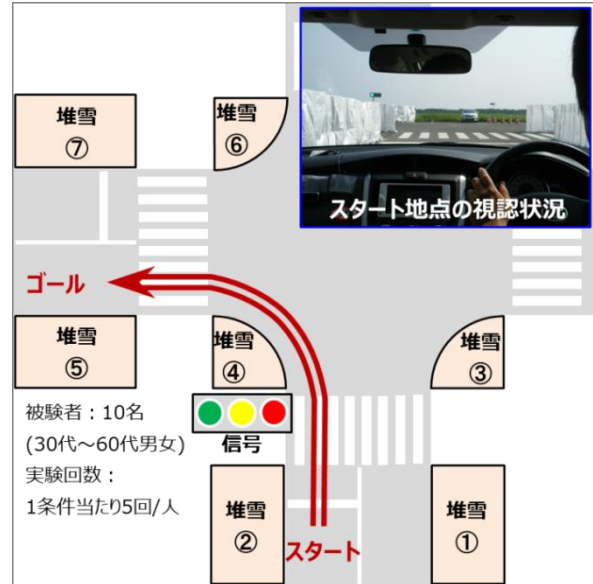 堆雪
⑦
堆雪
⑥
スタート地点の視認状況
ゴール
堆雪
⑤
堆雪
④
堆雪
③
被験者：10名
(30代～60代男女)
実験回数：
1条件当たり5回/人
信号
堆雪
②
スタート
堆雪
①